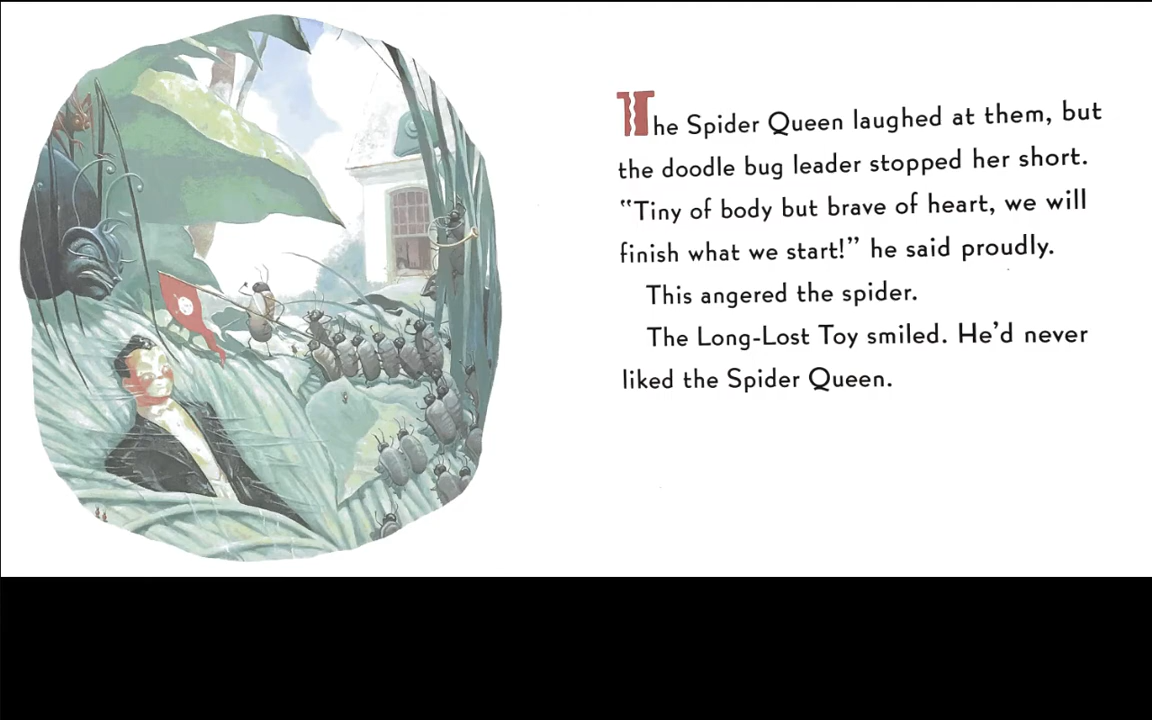 The Spider Queen laughed at them, but
the doodle bug leader stopped her short.
“Tiny of body but brave of heart, we will
finish what we start!” he said proudly.
This angered the spider.
The Long-Lost Toy smiled. He’d never
liked the Spider Queen.